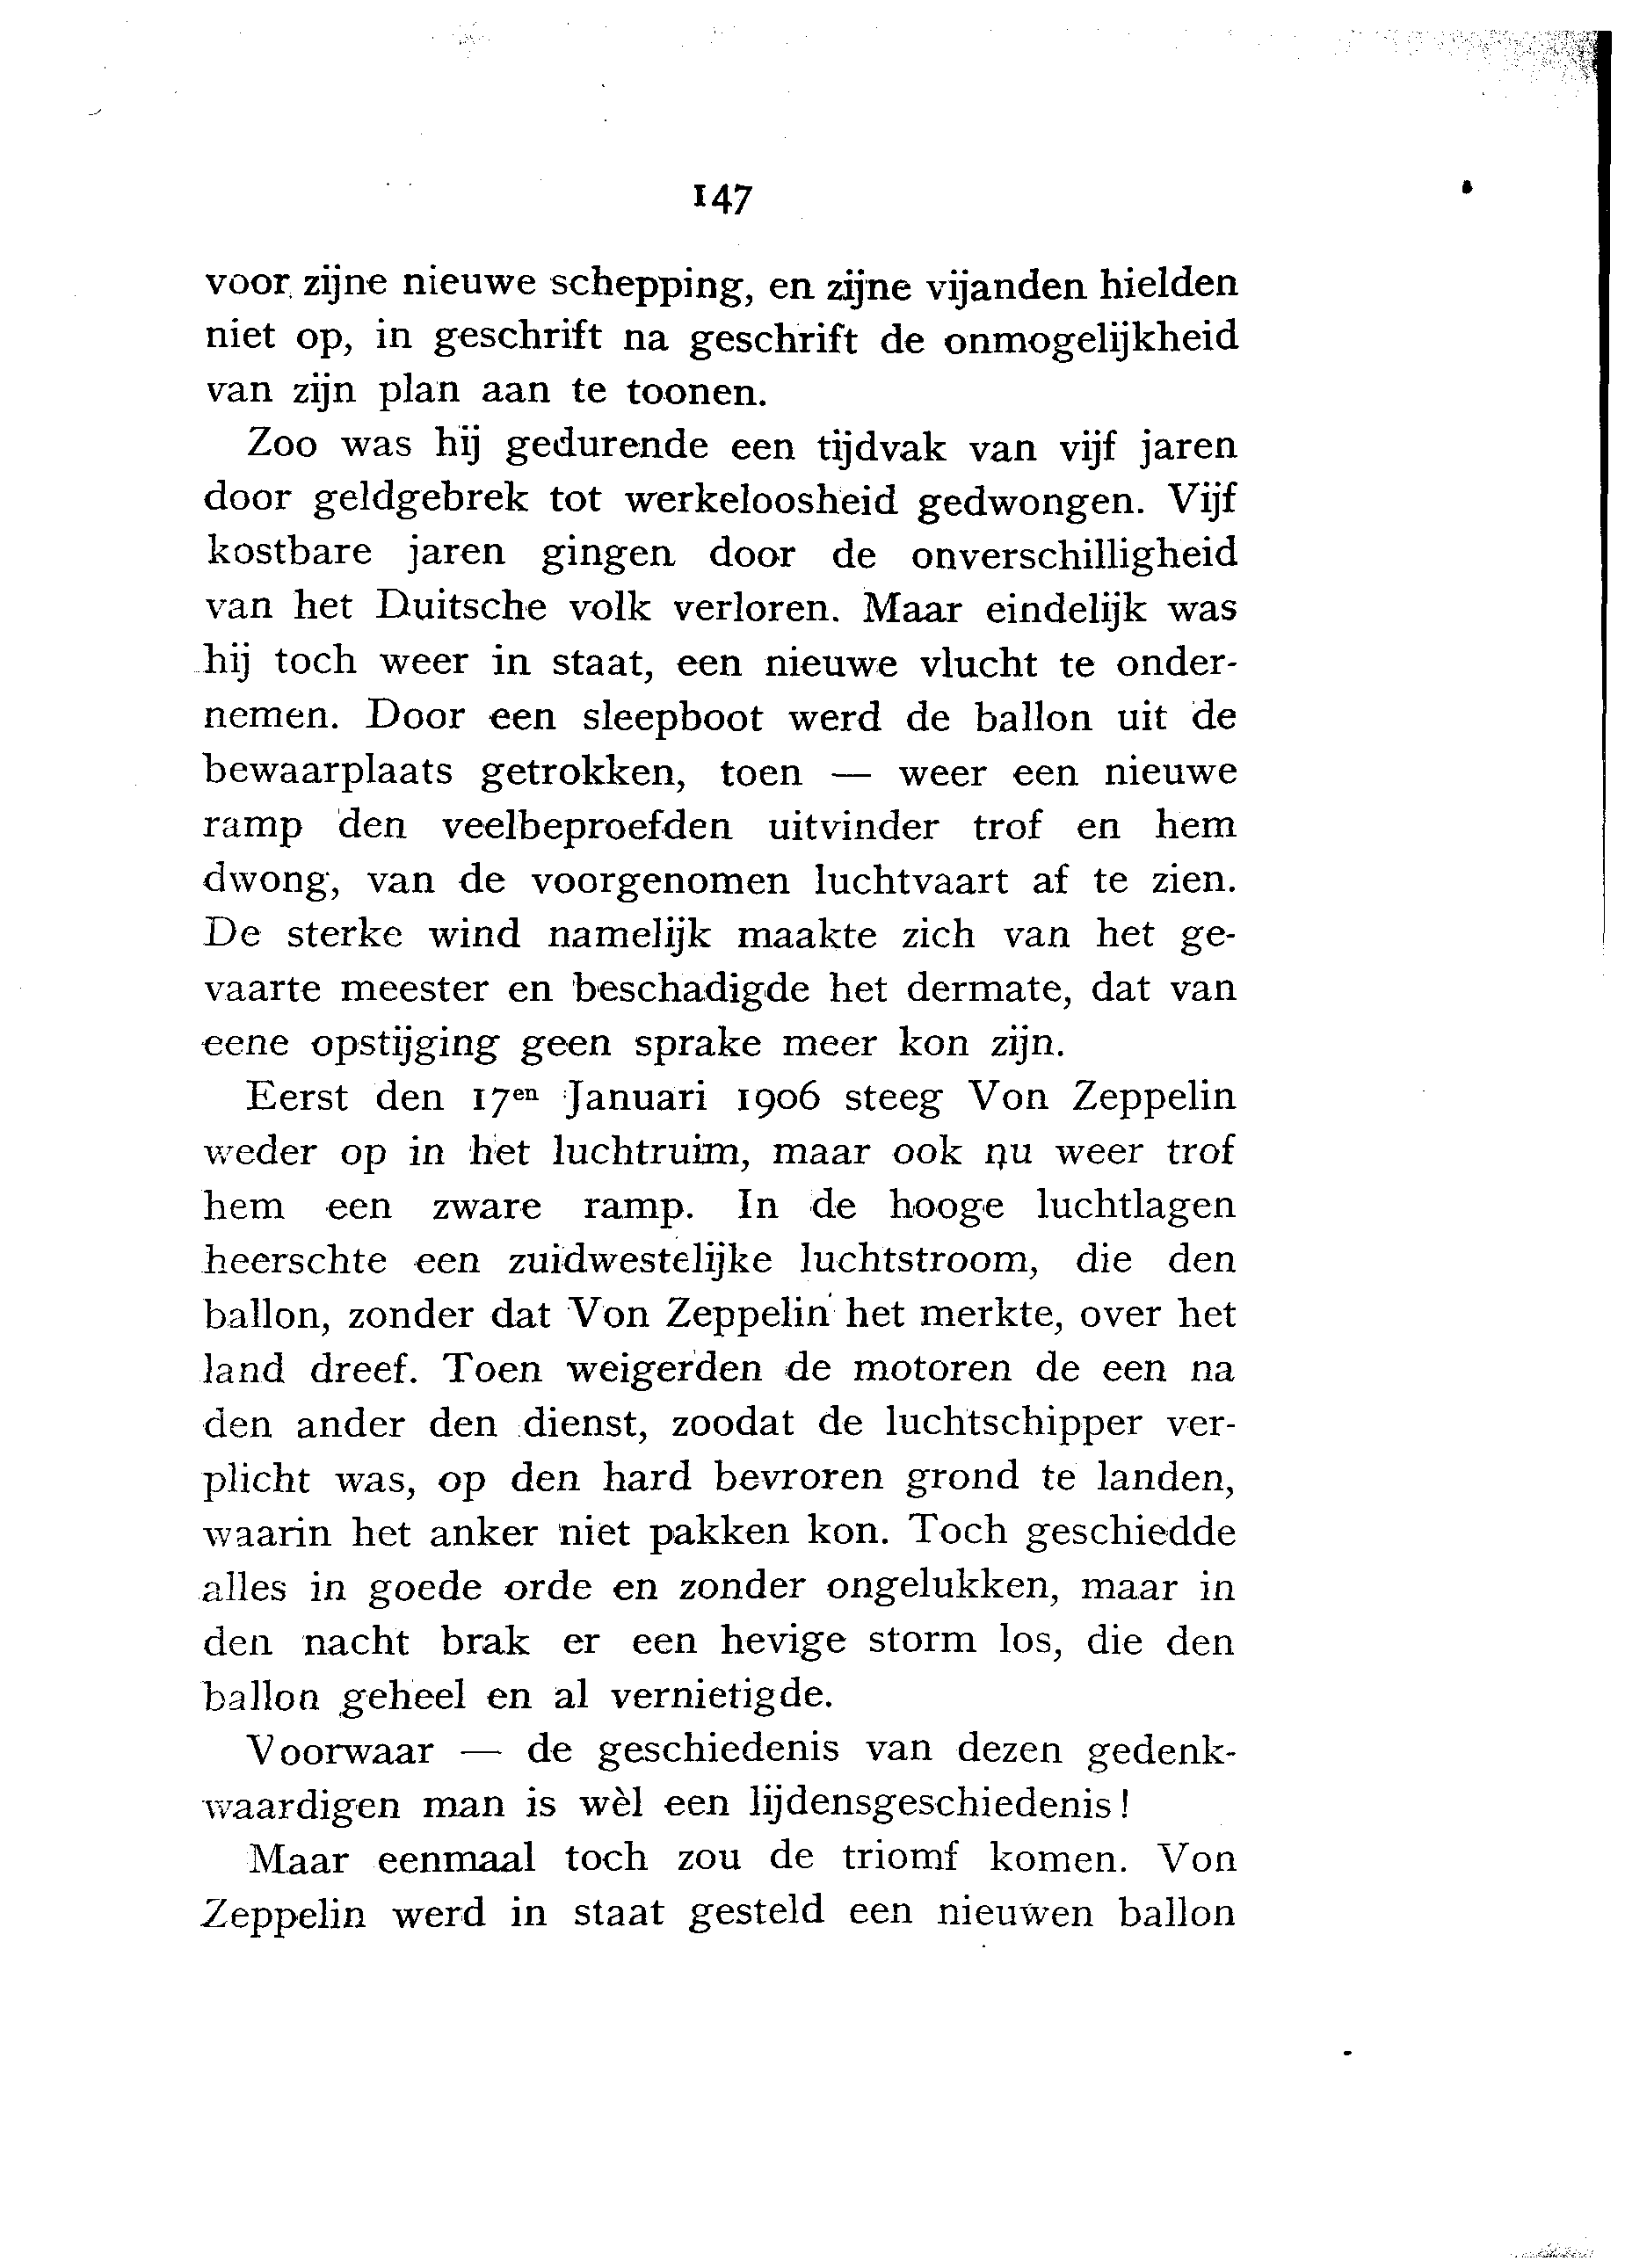 147
voor zijne nieuwe schepping, en zijne vijanden hielden
niet op, in geschrift na geschrift de onmogelijkheid
van zijn plan aan te toonen.
Zoo was hij gedurende een tijdvak van vijf jaren
door geldgebrek tot werkeloosheid gedwongen. Vijf
kostbare jaren gingen door de onverschilligheid
van het Duitsche volk verloren. Maar eindelijk was
hij toch weer in staat, een nieuwe vlucht te onder-
nemen. Door een sleepboot werd de ballon uit de
bewaarplaats getrokken, toen — weer een nieuwe
ramp den veelbeproefden uitvinder trof en hem
dwong, van de voorgenomen luchtvaart af te zien.
De sterke wind namelijk maakte zich van het ge-
vaarte meester en beschadigde het dermate, dat van
eene opstijging geen sprake meer kon zijn.
Eerst den 17en Januari 1906 steeg Von Zeppelin
weder op in het luchtruim, maar ook nu weer trof
hem een zware ramp. In de hooge luchtlagen
heerschte een zuidwestelijke luchtstroom, die den
ballon, zonder dat Von Zeppelin het merkte, over het
land dreef. Toen weigerden de motoren de een na
den ander den dienst, zoodat de luchtschipper ver-
plicht was, op den hard bevroren grond te landen,
waarin het anker niet pakken kon. Toch geschiedde
alles in goede orde en zonder ongelukken, maar in
den nacht brak er een hevige storm los, die den
ballon geheel en al vernietigde.
Voorwaar — de geschiedenis van dezen gedenk-
waardigen man is wèl een lijdensgeschiedenis!
Maar eenmaal toch zou de triomf komen. Von
Zeppelin werd in staat gesteld een nieuwen ballon